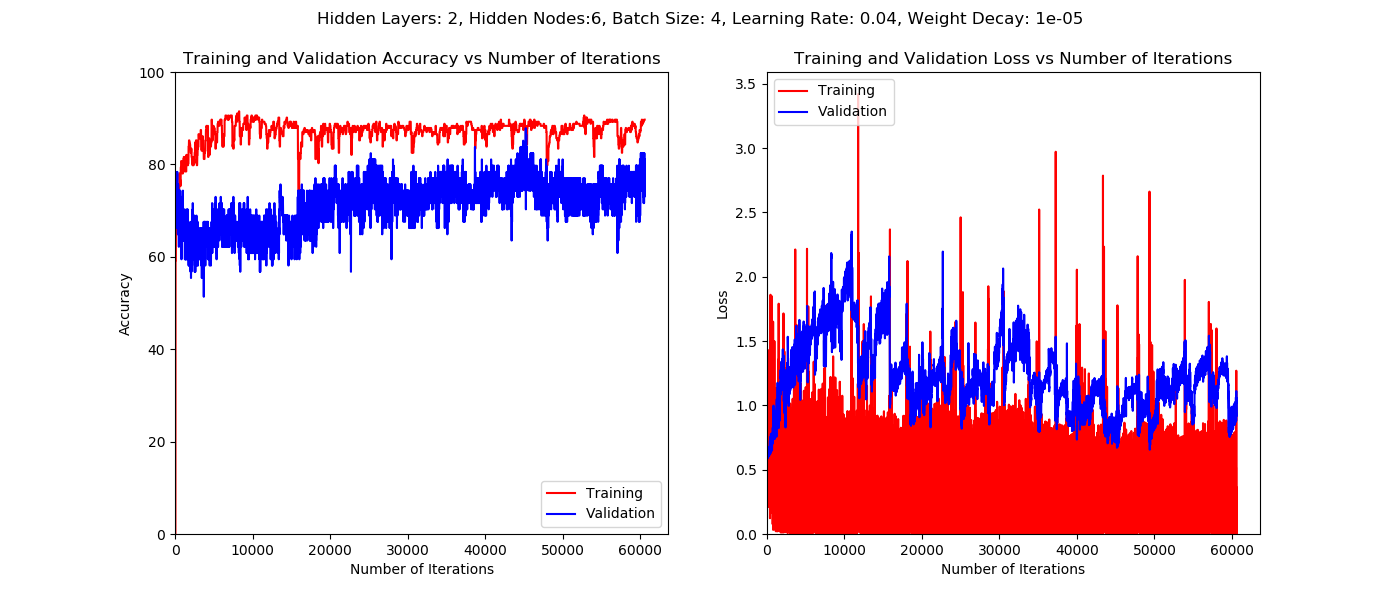 Hidden Layers: 2, Hidden Nodes:6, Batch Size: 4, Learning Rate: 0.04, Weight Decay: 1e-05
Training and Validation Accuracy vs Number of Iterations
100
80
60
40
20
0
Accuracy
0 10000 20000 30000 40000 50000 60000
Number of Iterations
Training
Validation
Training and Validation Loss vs Number of Iterations
3.5
3.0
2.5
2.0
1.5
1.0
0.5
0.0
Loss
0 10000 20000 30000 40000 50000 60000
Number of Iterations
Training
Validation